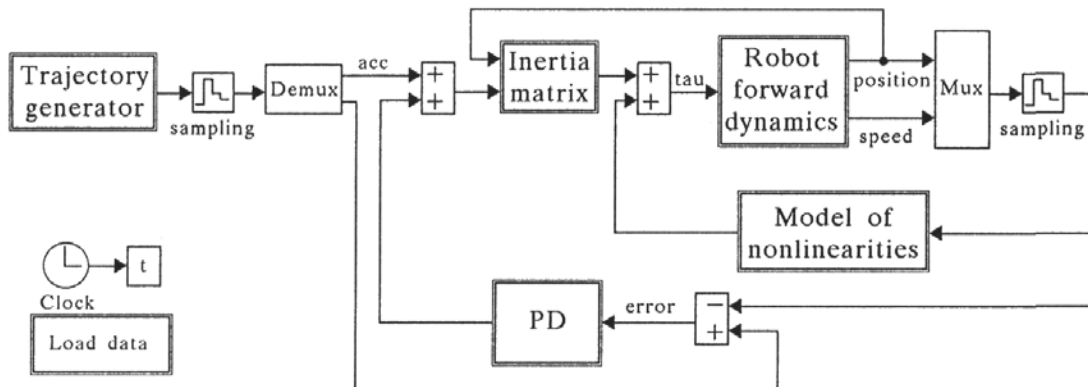 Trajectory
generator
sampling
Demux
acc
+
+
Inertia
matrix
+
+
tau
Robot
forward
dynamics
position
speed
Mux
sampling
Model of
nonlinearities
Clock
t
Load data
PD
error
−
+